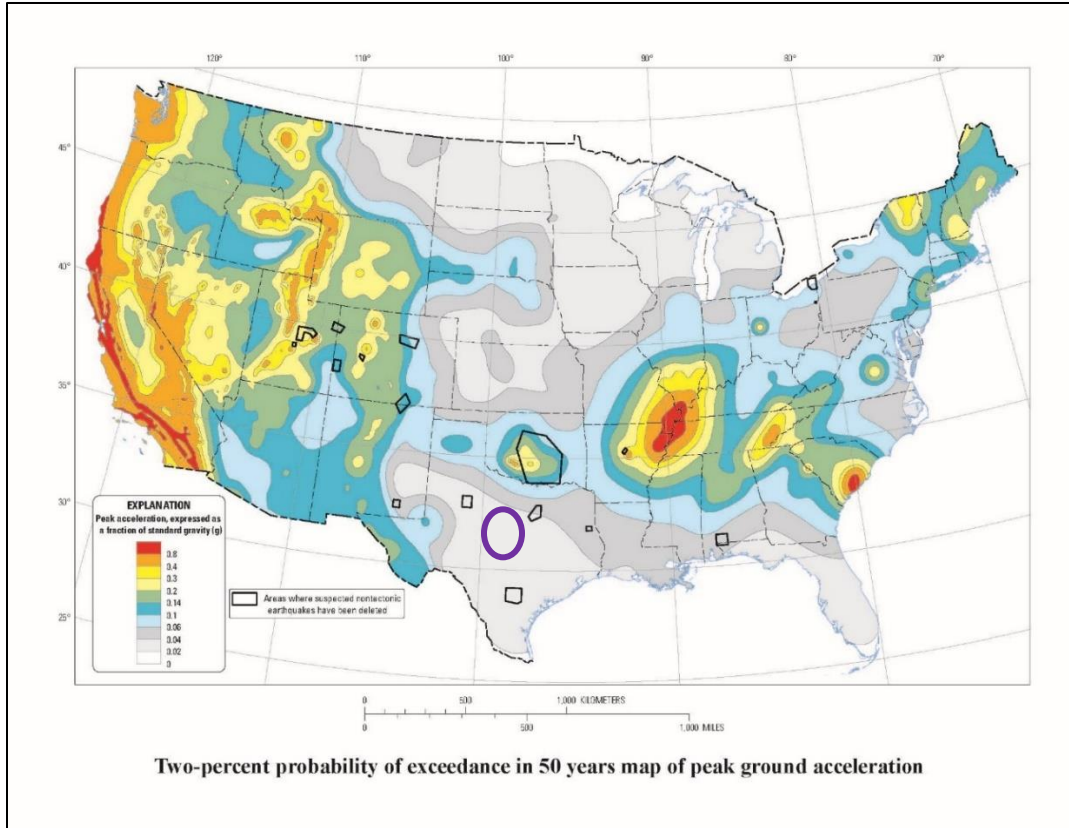 120°
110°
100°
90°
80°
70°
45°
40°
35°
30°
25°
EXPLANATION
Peak acceleration, expressed as
a fraction of standard gravity (g)
0.8
0.4
0.3
0.2
0.14
0.1
0.06
0.04
0.02
0
Areas where suspected nontectonic
earthquakes have been deleted
0 500 1,000 KILOMETERS
0 500 1,000 MILES
Two-percent probability of exceedance in 50 years map of peak ground acceleration